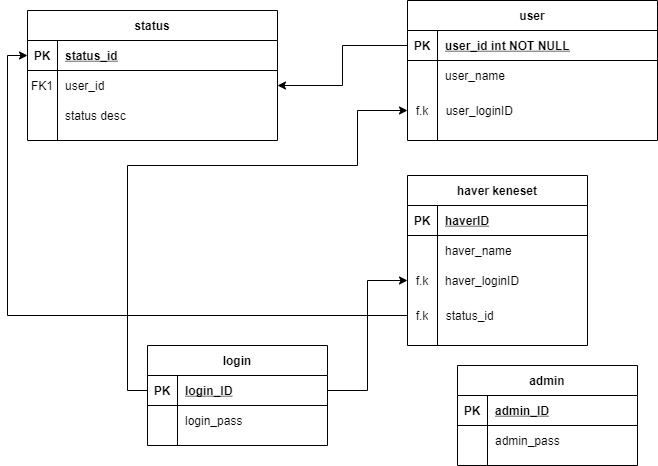 status
PK status_id
FK1 user_id
status desc
user
PK user_id int NOT NULL
user_name
f.k user_loginID
haver keneset
PK haverID
haver_name
f.k haver_loginID
f.k status_id
login
PK login_ID
login_pass
admin
PK admin_ID
admin_pass